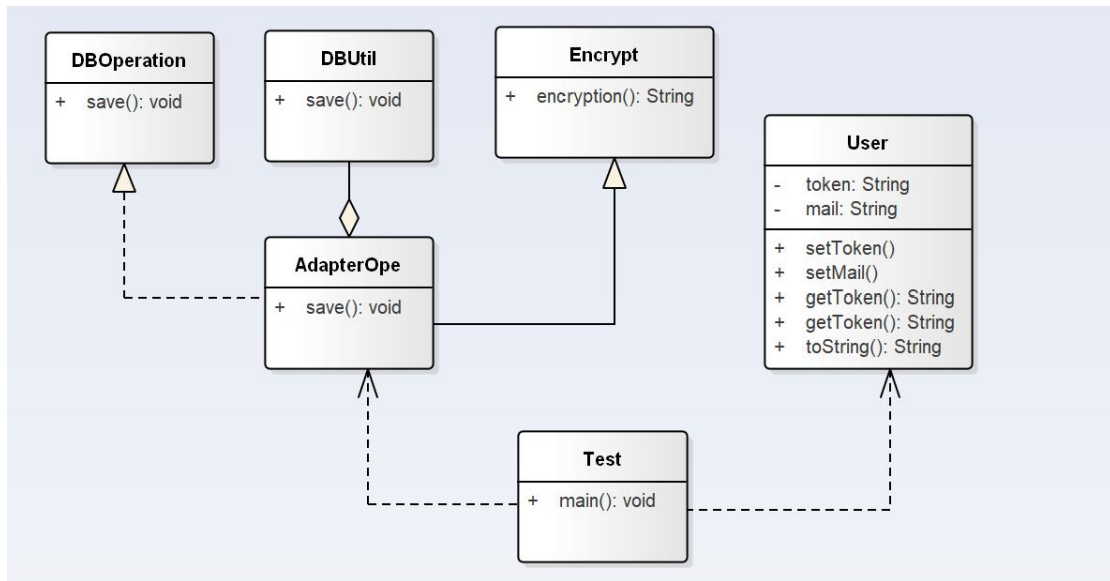 DBOperation
+ save(): void
DBUtil
+ save(): void
Encrypt
+ encryption(): String
User
- token: String
- mail: String
+ setToken()
+ setMail()
+ getToken(): String
+ getToken(): String
+ toString(): String
AdapterOpe
+ save(): void
Test
+ main(): void